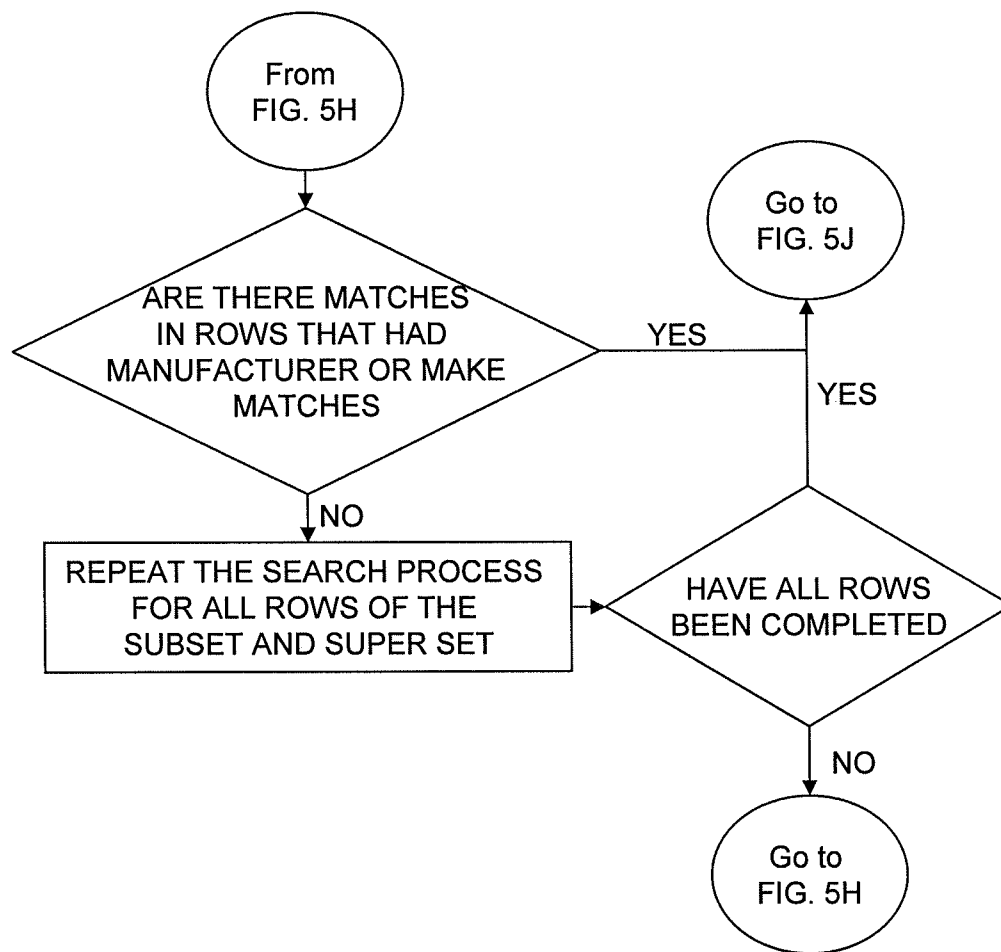 From
FIG. 5H
Go to
FIG. 5J
ARE THERE MATCHES
IN ROWS THAT HAD
MANUFACTURER OR MAKE
MATCHES
YES
YES
NO
REPEAT THE SEARCH PROCESS
FOR ALL ROWS OF THE
SUBSET AND SUPER SET
HAVE ALL ROWS
BEEN COMPLETED
NO
Go to
FIG. 5H